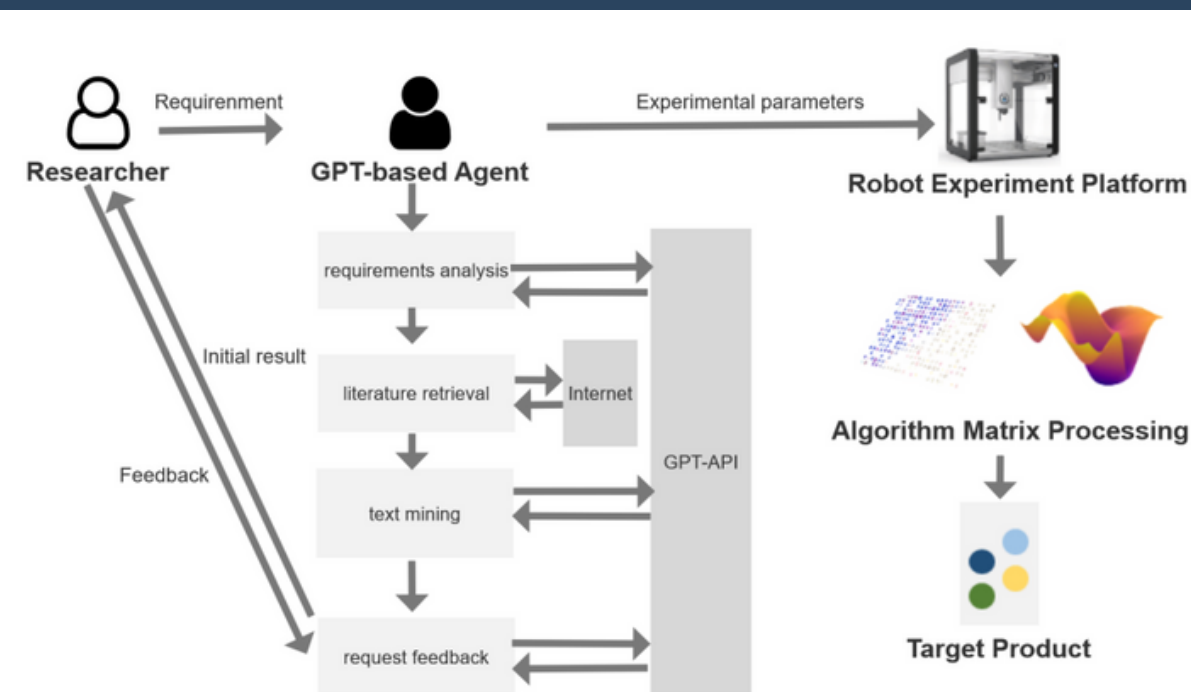 Requirenment
Experimental parameters
Researcher
GPT-based Agent
Robot Experiment Platform
requirements analysis
Initial result
literature retrieval
Internet
Algorithm Matrix Processing
GPT-API
Feedback
text mining
request feedback
Target Product